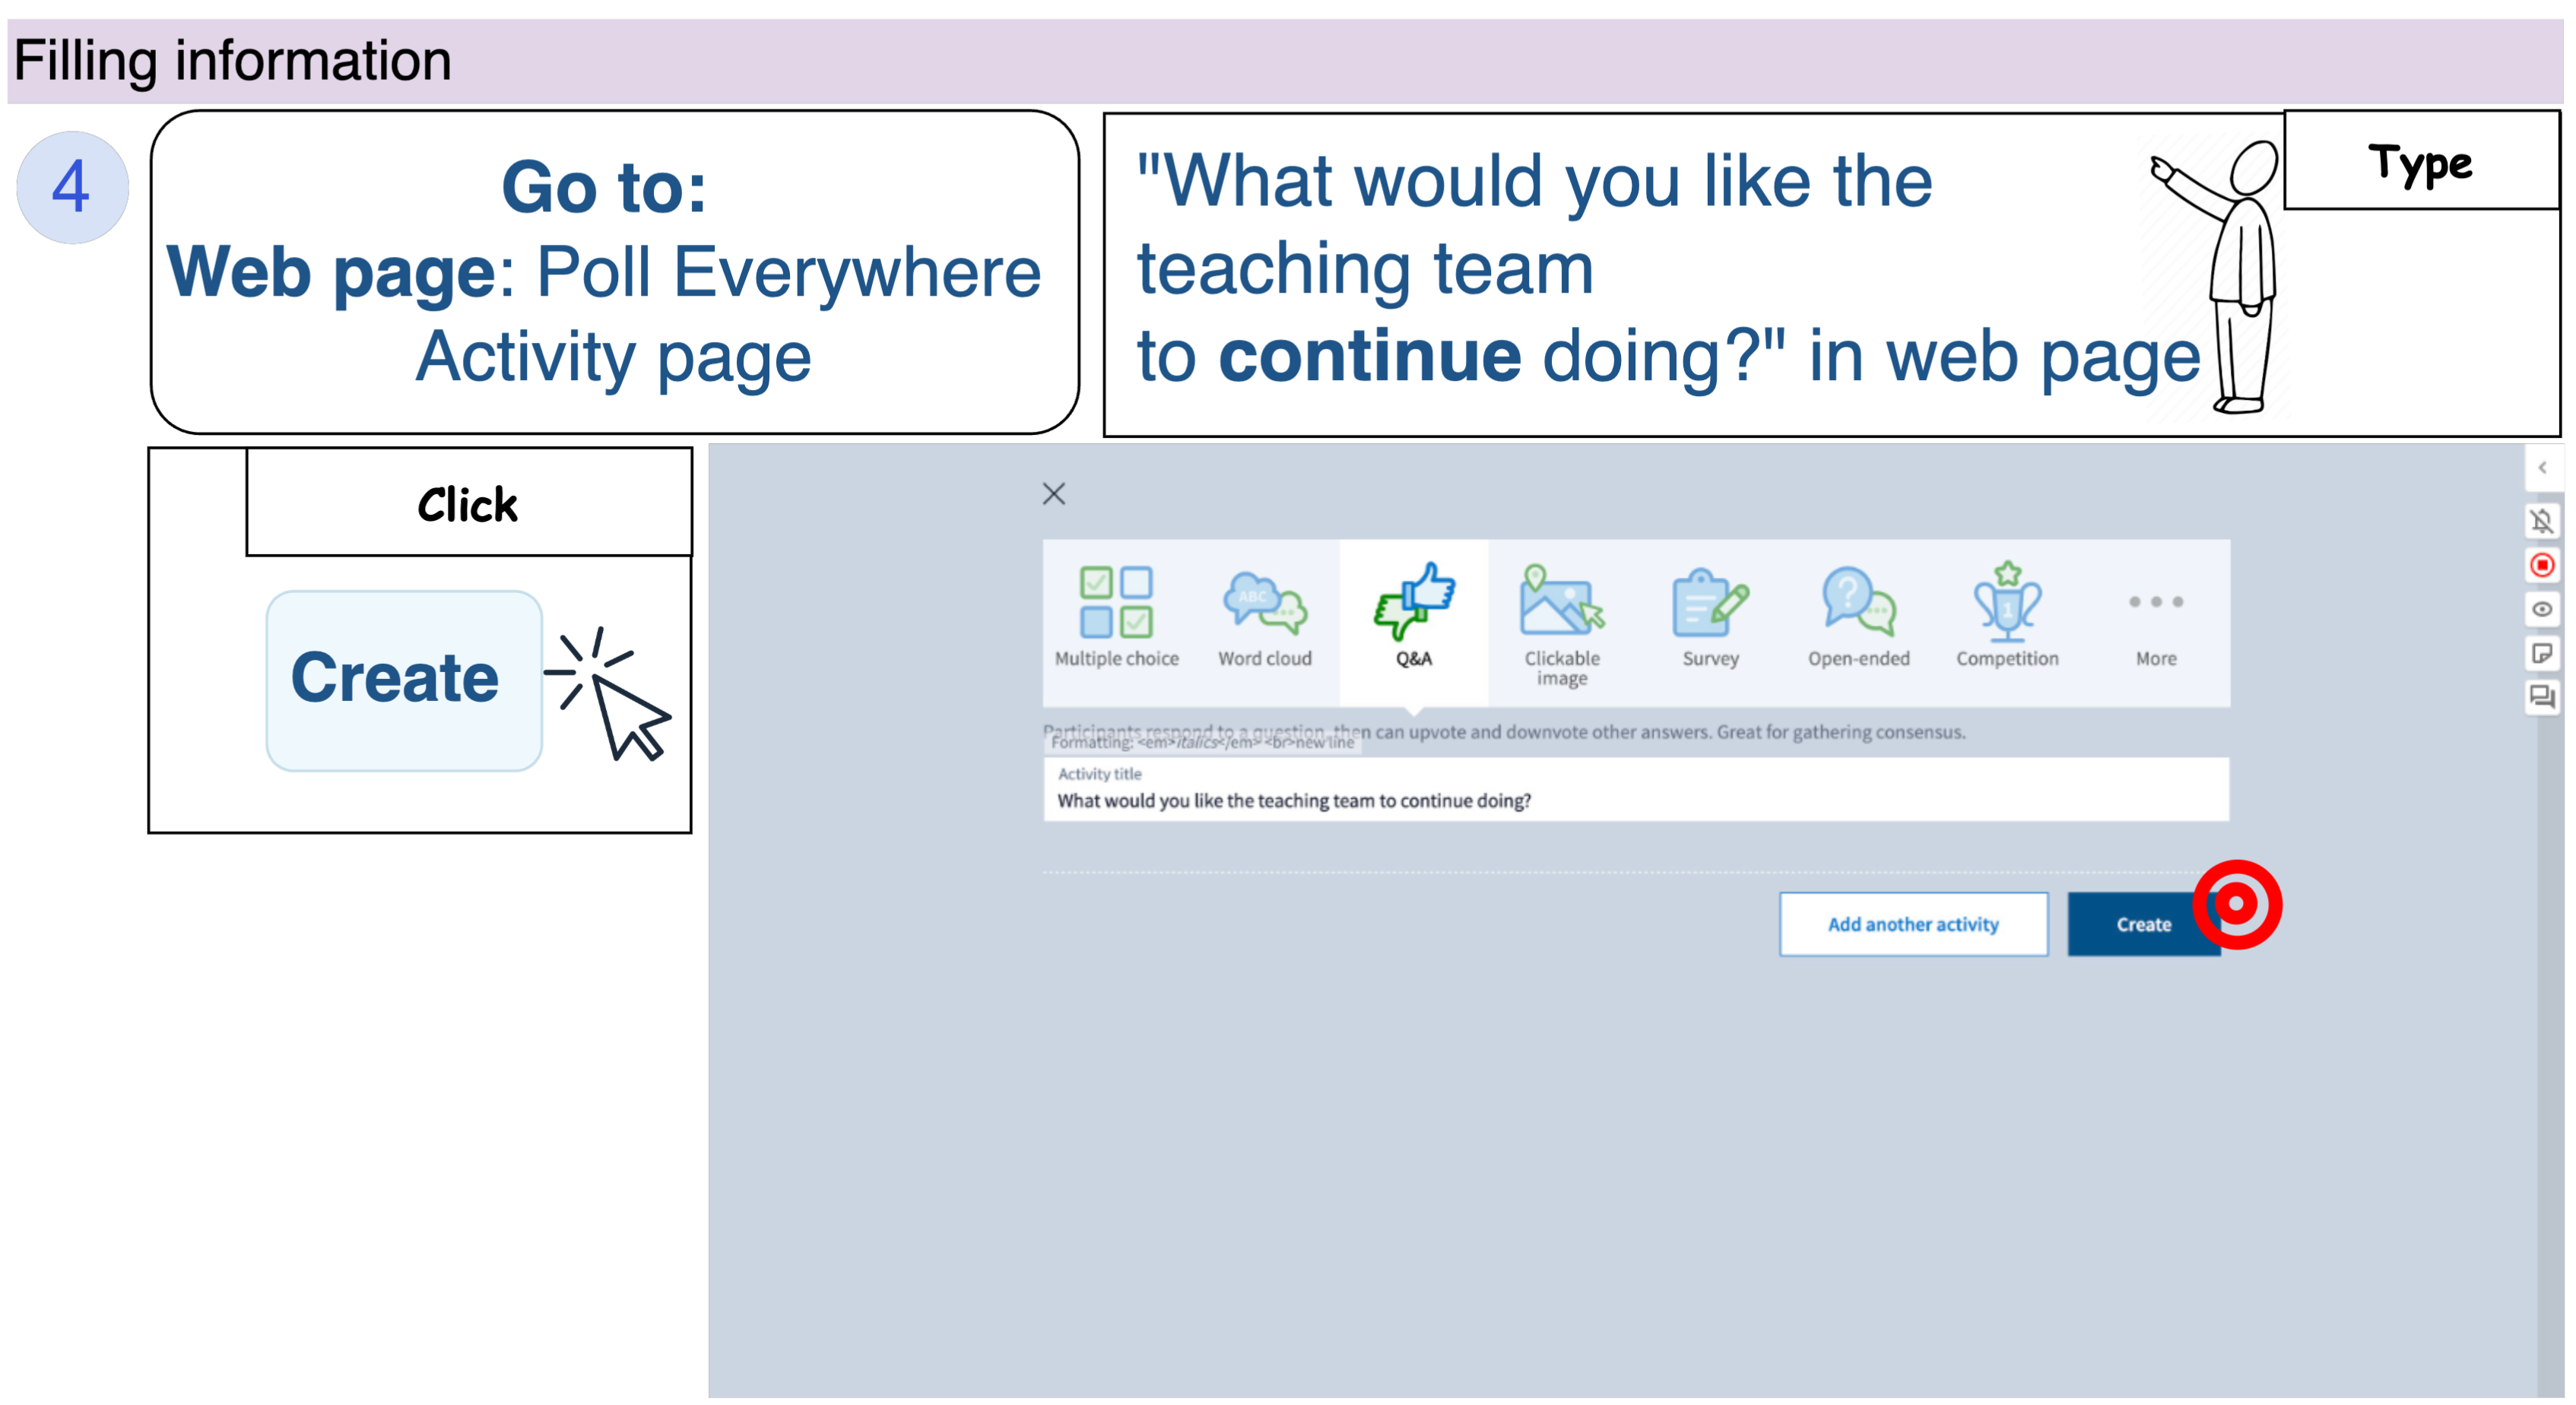 Filling information
4
Go to:
Web page: Poll Everywhere
Activity page
"What would you like the
teaching team
to continue doing?" in web page
Type
Click
Create
Multiple choice
Word cloud
Q&A
Clickable
image
Survey
Open-ended
Competition
More
ABC
?
1
Participants respond to a question, then can upvote and downvote other answers. Great for gathering consensus.
Formatting: <em>italics</em> <br>new line
Activity title
What would you like the teaching team to continue doing?
Add another activity
Create